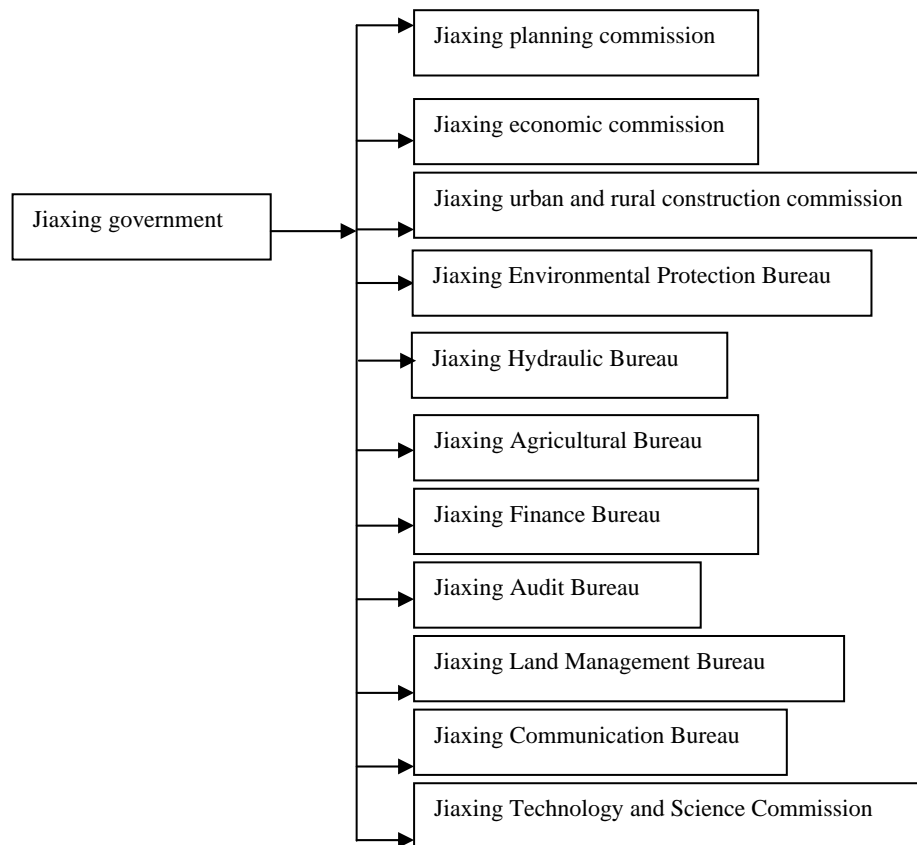 Jiaxing planning commission
Jiaxing economic commission
Jiaxing urban and rural construction commission
Jiaxing government
Jiaxing Environmental Protection Bureau
Jiaxing Hydraulic Bureau
Jiaxing Agricultural Bureau
Jiaxing Finance Bureau
Jiaxing Audit Bureau
Jiaxing Land Management Bureau
Jiaxing Communication Bureau
Jiaxing Technology and Science Commission